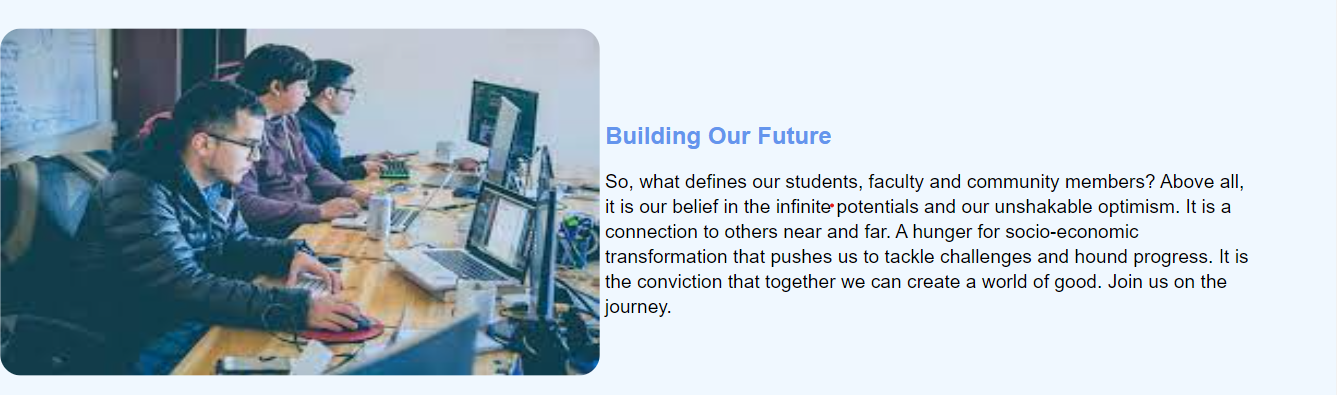 Building Our Future
So, what defines our students, faculty and community members? Above all,
it is our belief in the infinite potentials and our unshakable optimism. It is a
connection to others near and far. A hunger for socio-economic
transformation that pushes us to tackle challenges and hound progress. It is
the conviction that together we can create a world of good. Join us on the
journey.